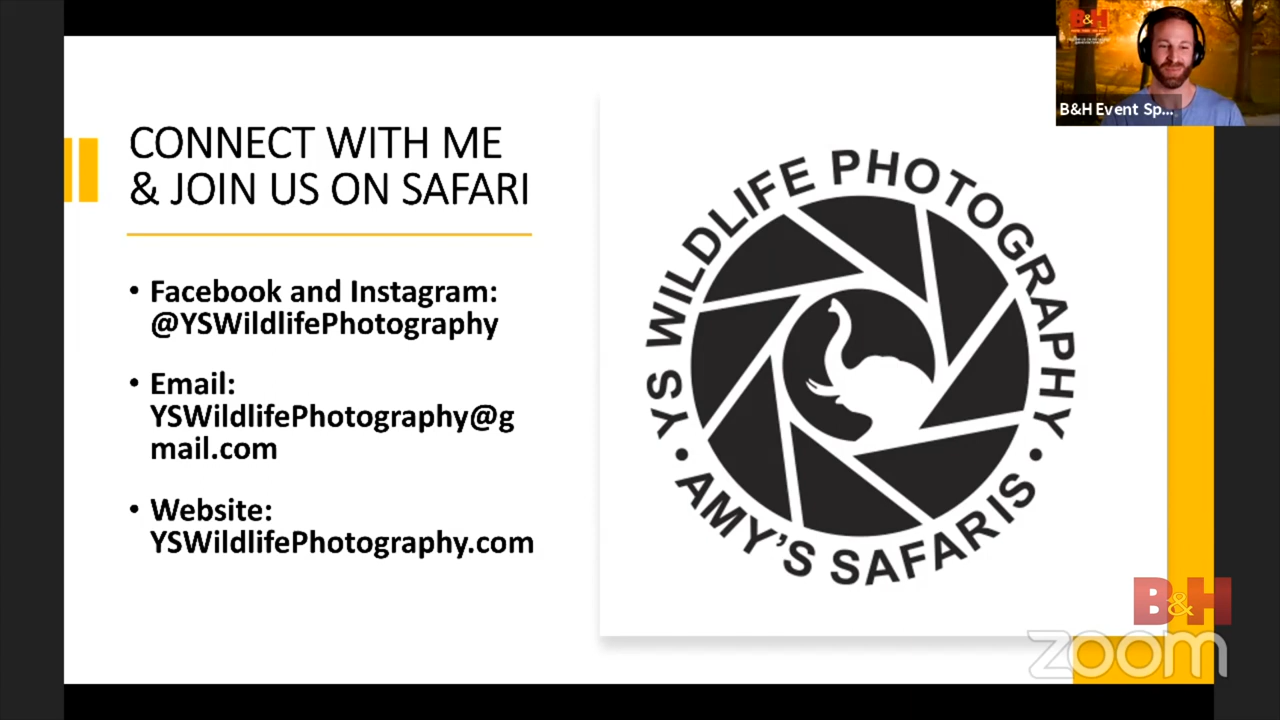 CONNECT WITH ME
& JOIN US ON SAFARI
• Facebook and Instagram:
@YSWildlifePhotography
• Email:
YSWildlifePhotography@g
mail.com
• Website:
YSWildlifePhotography.com
YS WILDLIFE PHOTOGRAPHY
• AMY'S SAFARIS •
B&H
B&H Event Sp...
B&H
zoom